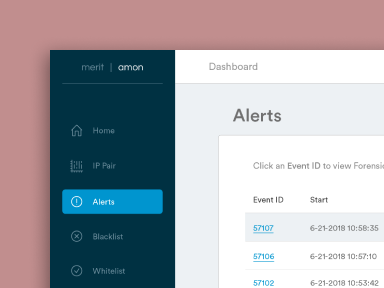 merit | amon
Dashboard
Home
IP Pair
Alerts
Blacklist
Whitelist
Alerts
Click an Event ID to view Forensic
Event ID Start
57107 6-21-2018 10:58:35
57106 6-21-2018 10:57:10
57102 6-21-2018 10:53:42